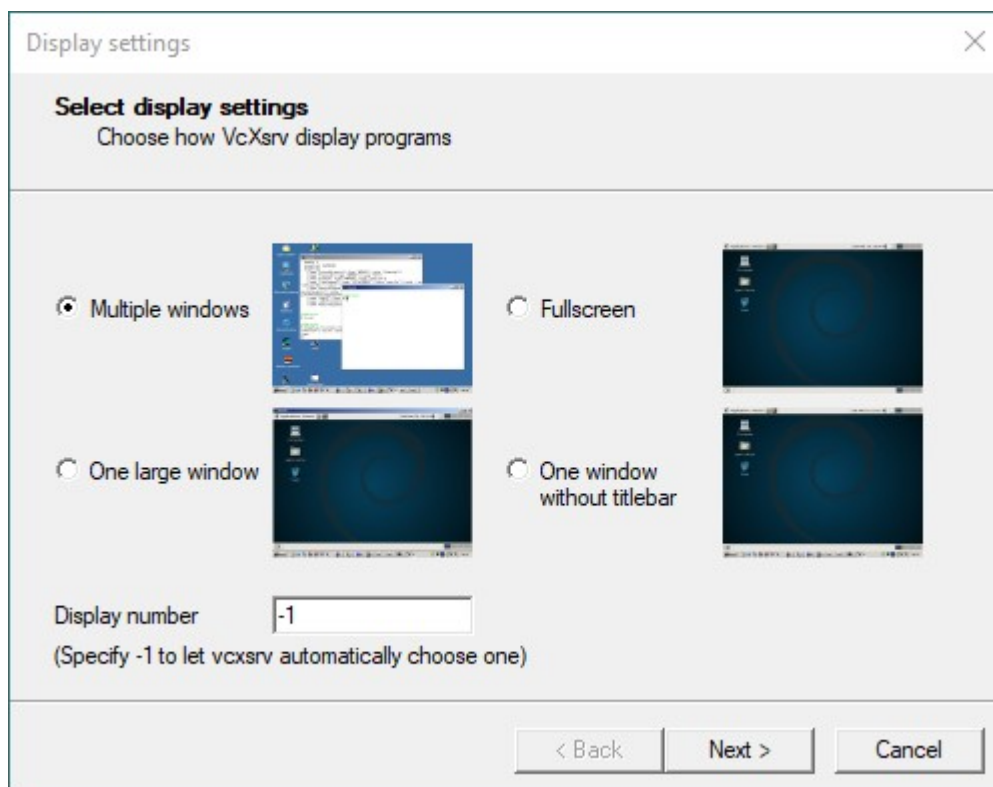 Display settings
Select display settings
Choose how VcXsrv display programs
Multiple windows
Fullscreen
One large window
One window
without titlebar
Display number
-1
(Specify -1 to let vcxsrv automatically choose one)
< Back
Next >
Cancel